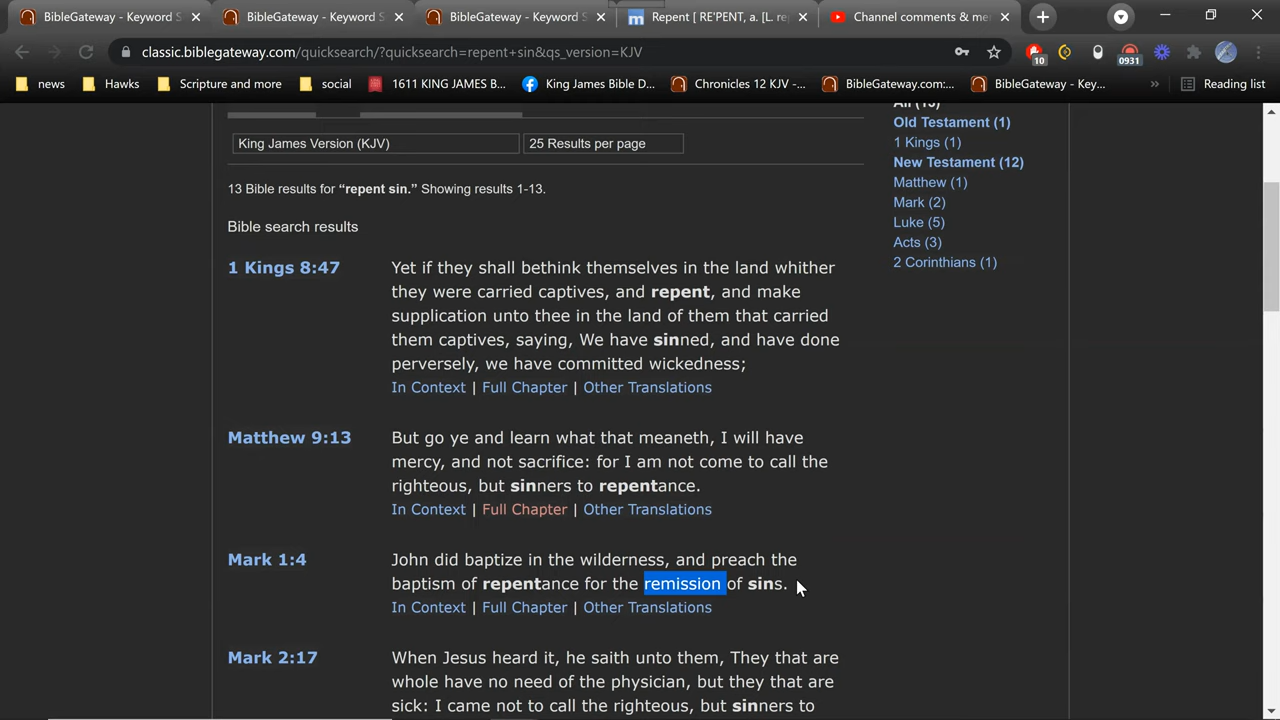 BibleGateway - Keyword S
BibleGateway - Keyword S
BibleGateway - Keyword S
Repent [ RE'PENT, a. [L. re
Channel comments & me
classic.biblegateway.com/quicksearch/?quicksearch=repent+sin&qs_version=KJV
10
0931
news
Hawks
Scripture and more
social
1611 KING JAMES B...
King James Bible D...
Chronicles 12 KJV -...
BibleGateway.com:...
BibleGateway - Key...
»
Reading list
All (13)
Old Testament (1)
1 Kings (1)
New Testament (12)
Matthew (1)
Mark (2)
Luke (5)
Acts (3)
2 Corinthians (1)
King James Version (KJV)
25 Results per page
13 Bible results for “repent sin.” Showing results 1-13.
Bible search results
1 Kings 8:47
Yet if they shall bethink themselves in the land whither
they were carried captives, and repent, and make
supplication unto thee in the land of them that carried
them captives, saying, We have sinned, and have done
perversely, we have committed wickedness;
In Context | Full Chapter | Other Translations
Matthew 9:13
But go ye and learn what that meaneth, I will have
mercy, and not sacrifice: for I am not come to call the
righteous, but sinners to repentance.
In Context | Full Chapter | Other Translations
Mark 1:4
John did baptize in the wilderness, and preach the
baptism of repentance for the remission of sins.
In Context | Full Chapter | Other Translations
Mark 2:17
When Jesus heard it, he saith unto them, They that are
whole have no need of the physician, but they that are
sick: I came not to call the righteous, but sinners to